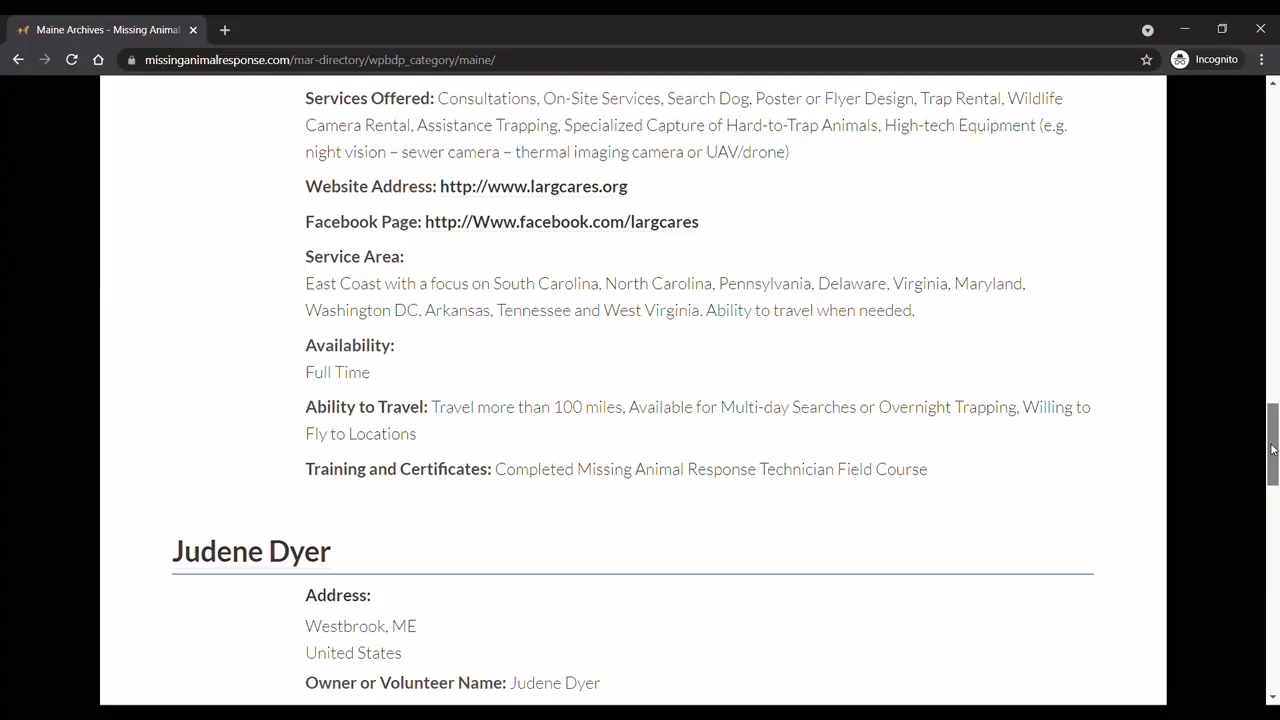 Maine Archives - Missing Animal
missinganimalresponse.com/mar-directory/wpbdp_category/maine/
Incognito
Services Offered: Consultations, On-Site Services, Search Dog, Poster or Flyer Design, Trap Rental, Wildlife
Camera Rental, Assistance Trapping, Specialized Capture of Hard-to-Trap Animals, High-tech Equipment (e.g.
night vision – sewer camera – thermal imaging camera or UAV/drone)
Website Address: http://www.largcares.org
Facebook Page: http://Www.facebook.com/largcares
Service Area:
East Coast with a focus on South Carolina, North Carolina, Pennsylvania, Delaware, Virginia, Maryland,
Washington DC, Arkansas, Tennessee and West Virginia. Ability to travel when needed.
Availability:
Full Time
Ability to Travel: Travel more than 100 miles, Available for Multi-day Searches or Overnight Trapping, Willing to
Fly to Locations
Training and Certificates: Completed Missing Animal Response Technician Field Course
Judene Dyer
Address:
Westbrook, ME
United States
Owner or Volunteer Name: Judene Dyer